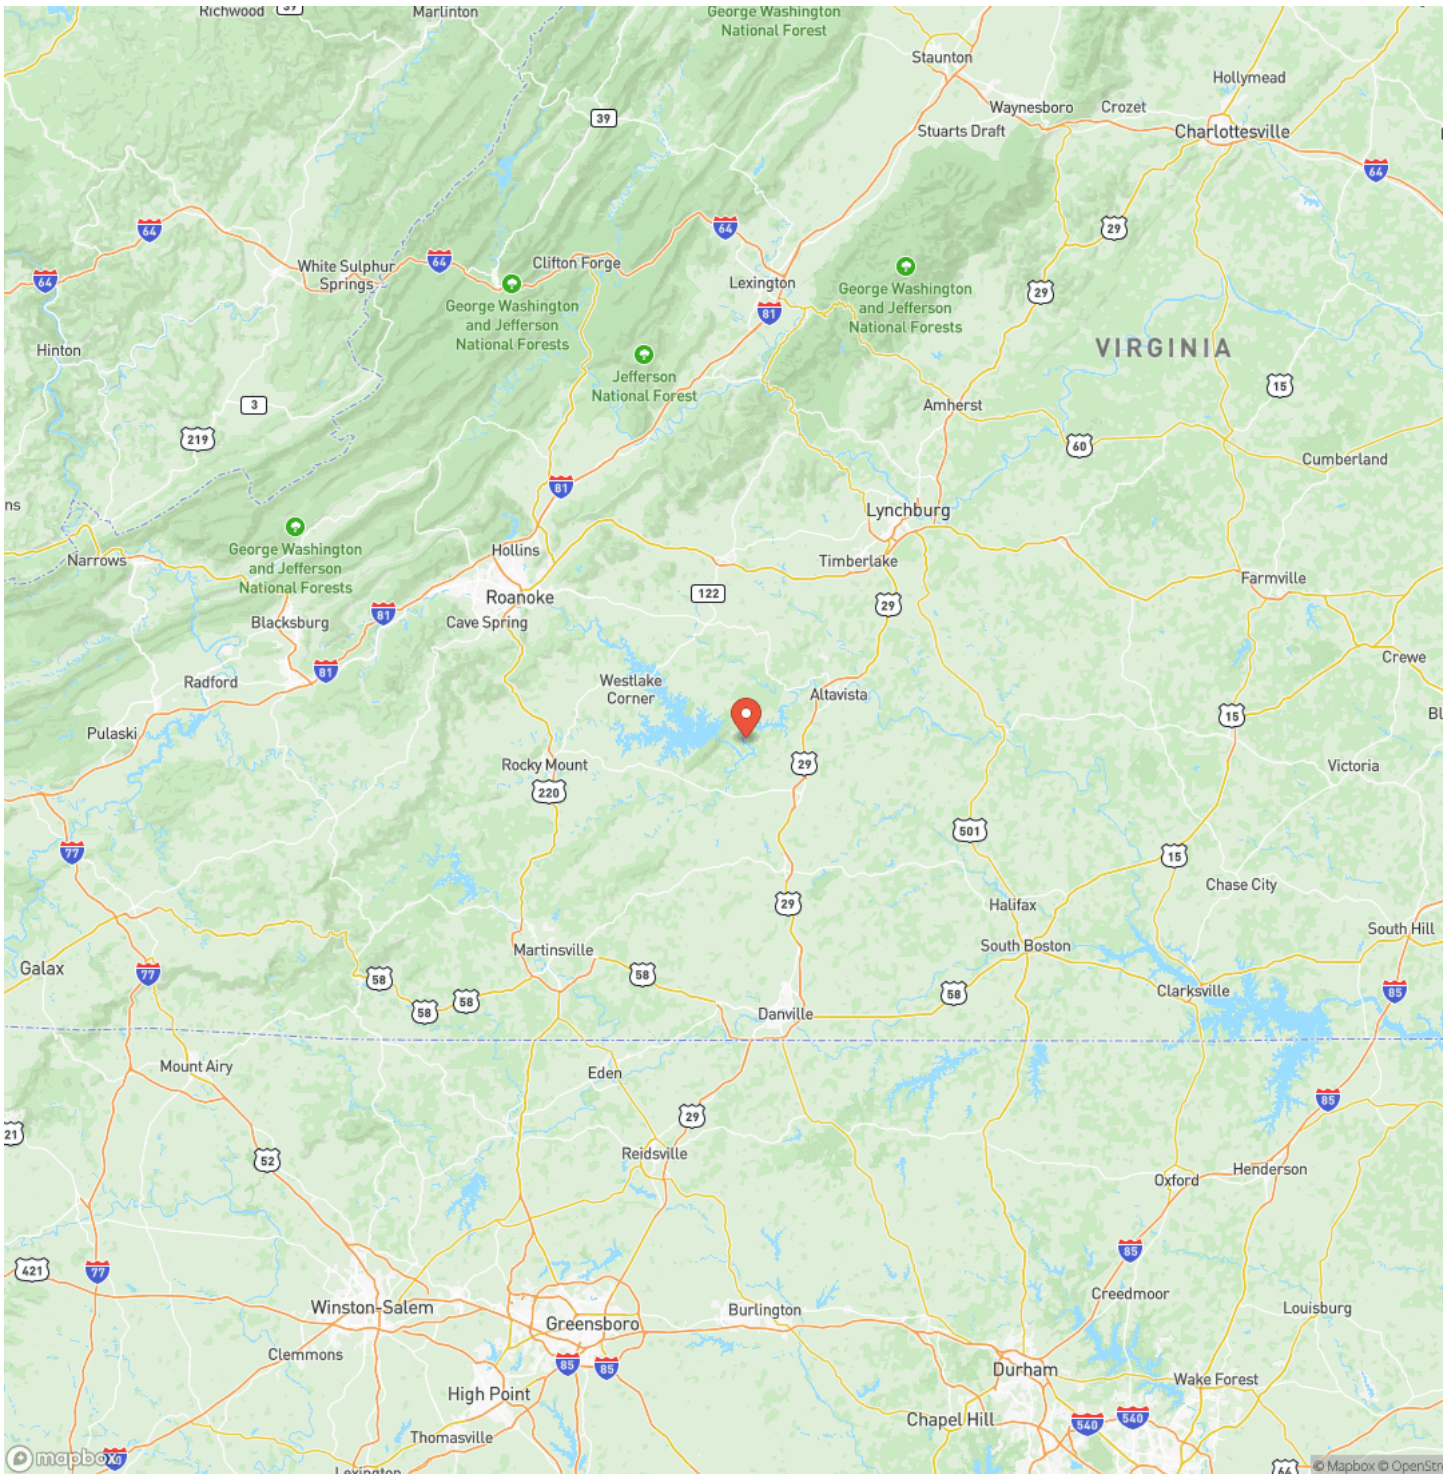 Richwood
39
Marlinton
George Washington
National Forest
Staunton
Hollymead
39
Waynesboro
Crozet
Stuarts Draft
Charlottesville
64
64
64
29
White Sulphur
Springs
64
Clifton Forge
64
George Washington
and Jefferson
National Forests
Lexington
81
George Washington
and Jefferson
National Forests
29
Hinton
VIRGINIA
Jefferson
National Forest
15
3
219
Amherst
60
Cumberland
81
ns
Lynchburg
George Washington
and Jefferson
National Forests
Narrows
Hollins
Timberlake
Farmville
Roanoke
122
29
81
Blacksburg
Cave Spring
Crewe
81
Radford
Westlake
Corner
Altavista
15
Bl
Pulaski
Rocky Mount
29
Victoria
220
77
501
15
Chase City
29
Halifax
South Hill
Martinsville
South Boston
Galax
77
58
58
58
58
58
Clarksville
85
Danville
Mount Airy
Eden
29
85
21
52
Reidsville
Henderson
Oxford
421
77
85
Creedmoor
Winston-Salem
Burlington
Louisburg
Greensboro
Clemmons
85
85
Durham
High Point
Wake Forest
Chapel Hill
540
540
Thomasville
mapbox
Lexington
66
© Mapbox © OpenStr